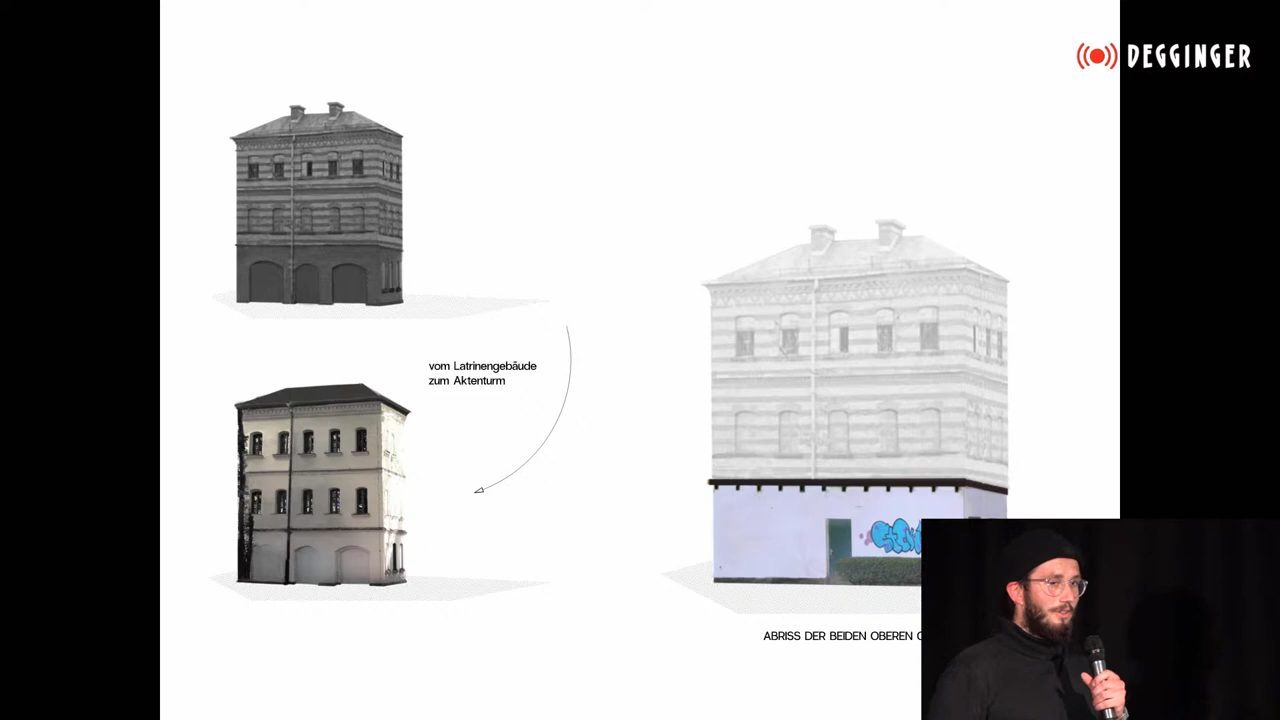 DEGGINGER
vom Latrinengebäude
zum Aktenturm
ABRISS DER BEIDEN OBEREN